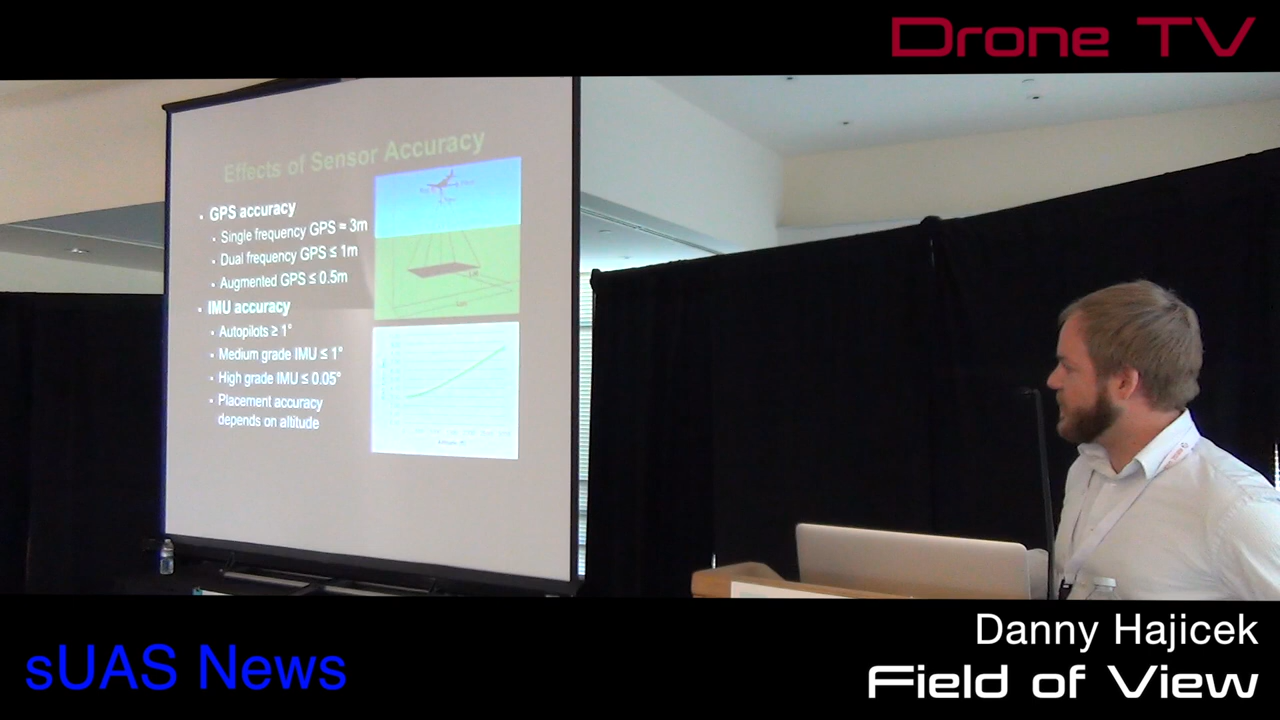 Drone TV
Effects of Sensor Accuracy
GPS accuracy
Single frequency GPS = 3m
Dual frequency GPS ≤ 1m
Augmented GPS ≤ 0.5m
IMU accuracy
Autopilots ≥ 1°
Medium grade IMU ≤ 1°
High grade IMU ≤ 0.05°
Placement accuracy
depends on altitude
Danny Hajicek
sUAS News
Field of View